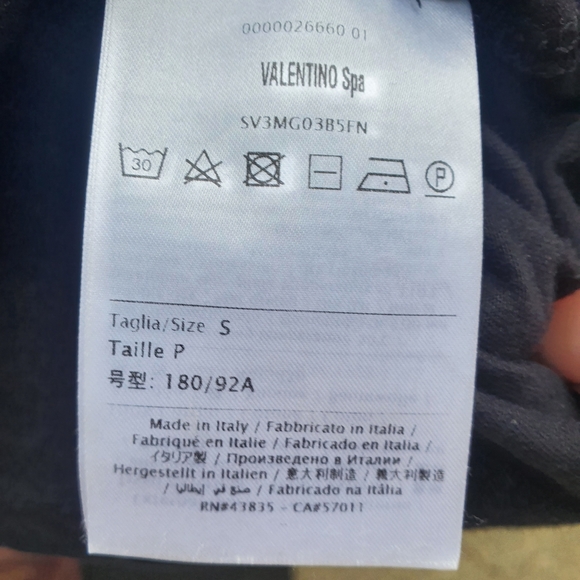 0000026660 01
VALENTINO Spa
SV3MG03B5FN
30 P
Taglia/Size S
Taille P
号型: 180/92A
Made in Italy / Fabbricato in Italia /
Fabriqué en Italie / Fabricado en Italia /
イタリア製 / Произведено в Италии /
Hergestellt in Italien / 意大利制造 / 義大利製造
/ صنع في إيطاليا / Fabricado na Itália
RN#43835 - CA#57011